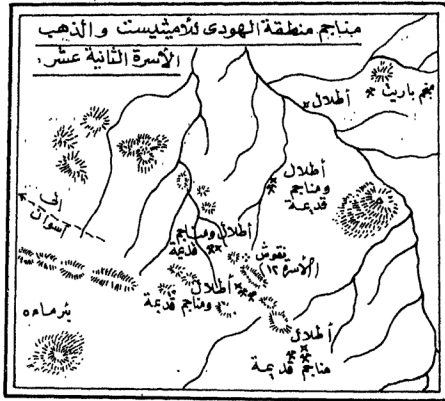 مناجم منطقة الهودى للأميثيست والذهب
الأسرة الثانية عشر:
منجم باريت
أطلال
أطلال
ومناجم
قديمة
الى
أسوان
أطلال ومناجم
قديمة
نقوش
الأسرة ١٢
أطلال
ومناجم قديمة
بئر ماء
أطلال
مناجم قديمة